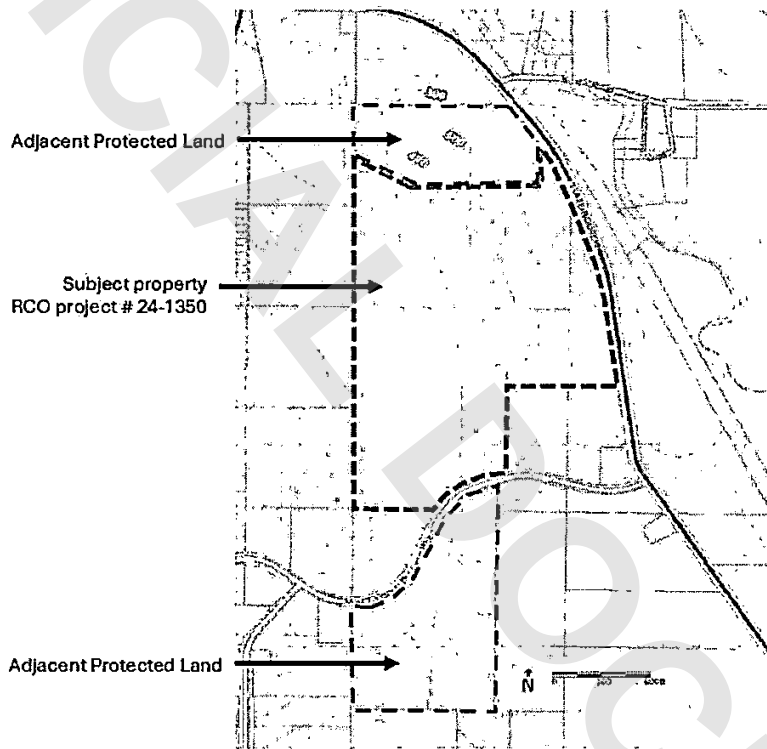 Adjacent Protected Land
Subject property
RCO project # 24-1350
Adjacent Protected Land
N